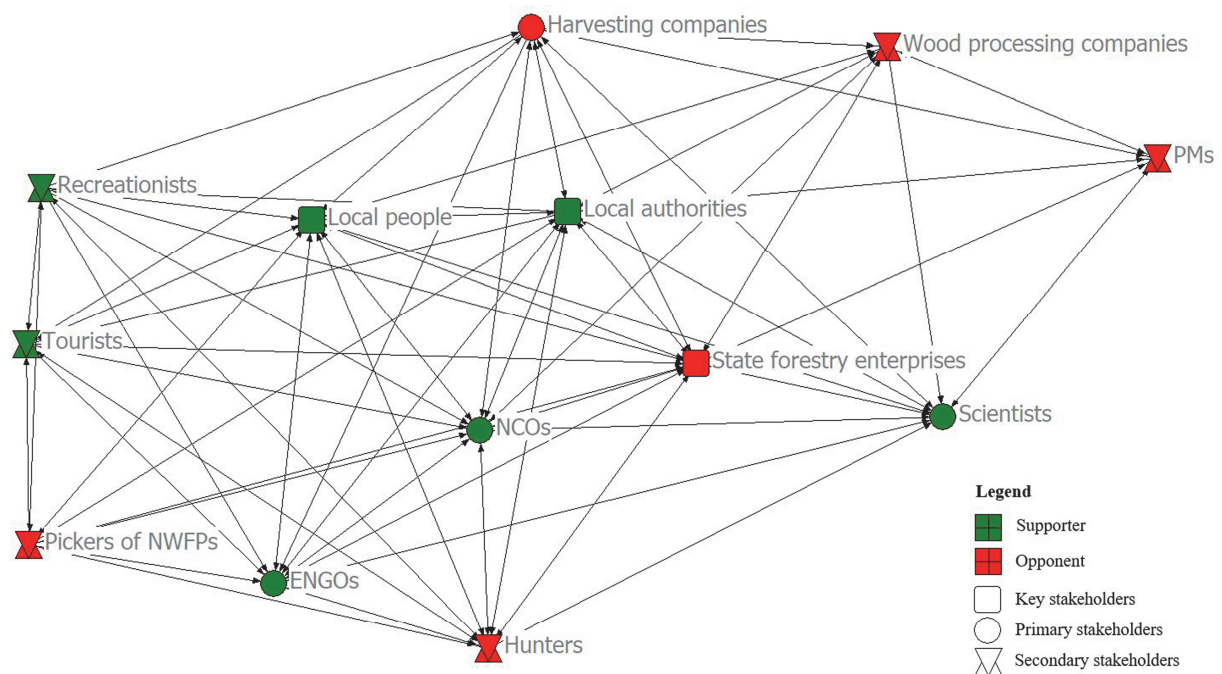 Harvesting companies
Wood processing companies
PMs
Recreationists
Local people
Local authorities
Tourists
State forestry enterprises
Scientists
NCOs
Pickers of NWFPs
ENGOs
Hunters
Legend
Supporter
Opponent
Key stakeholders
Primary stakeholders
Secondary stakeholders